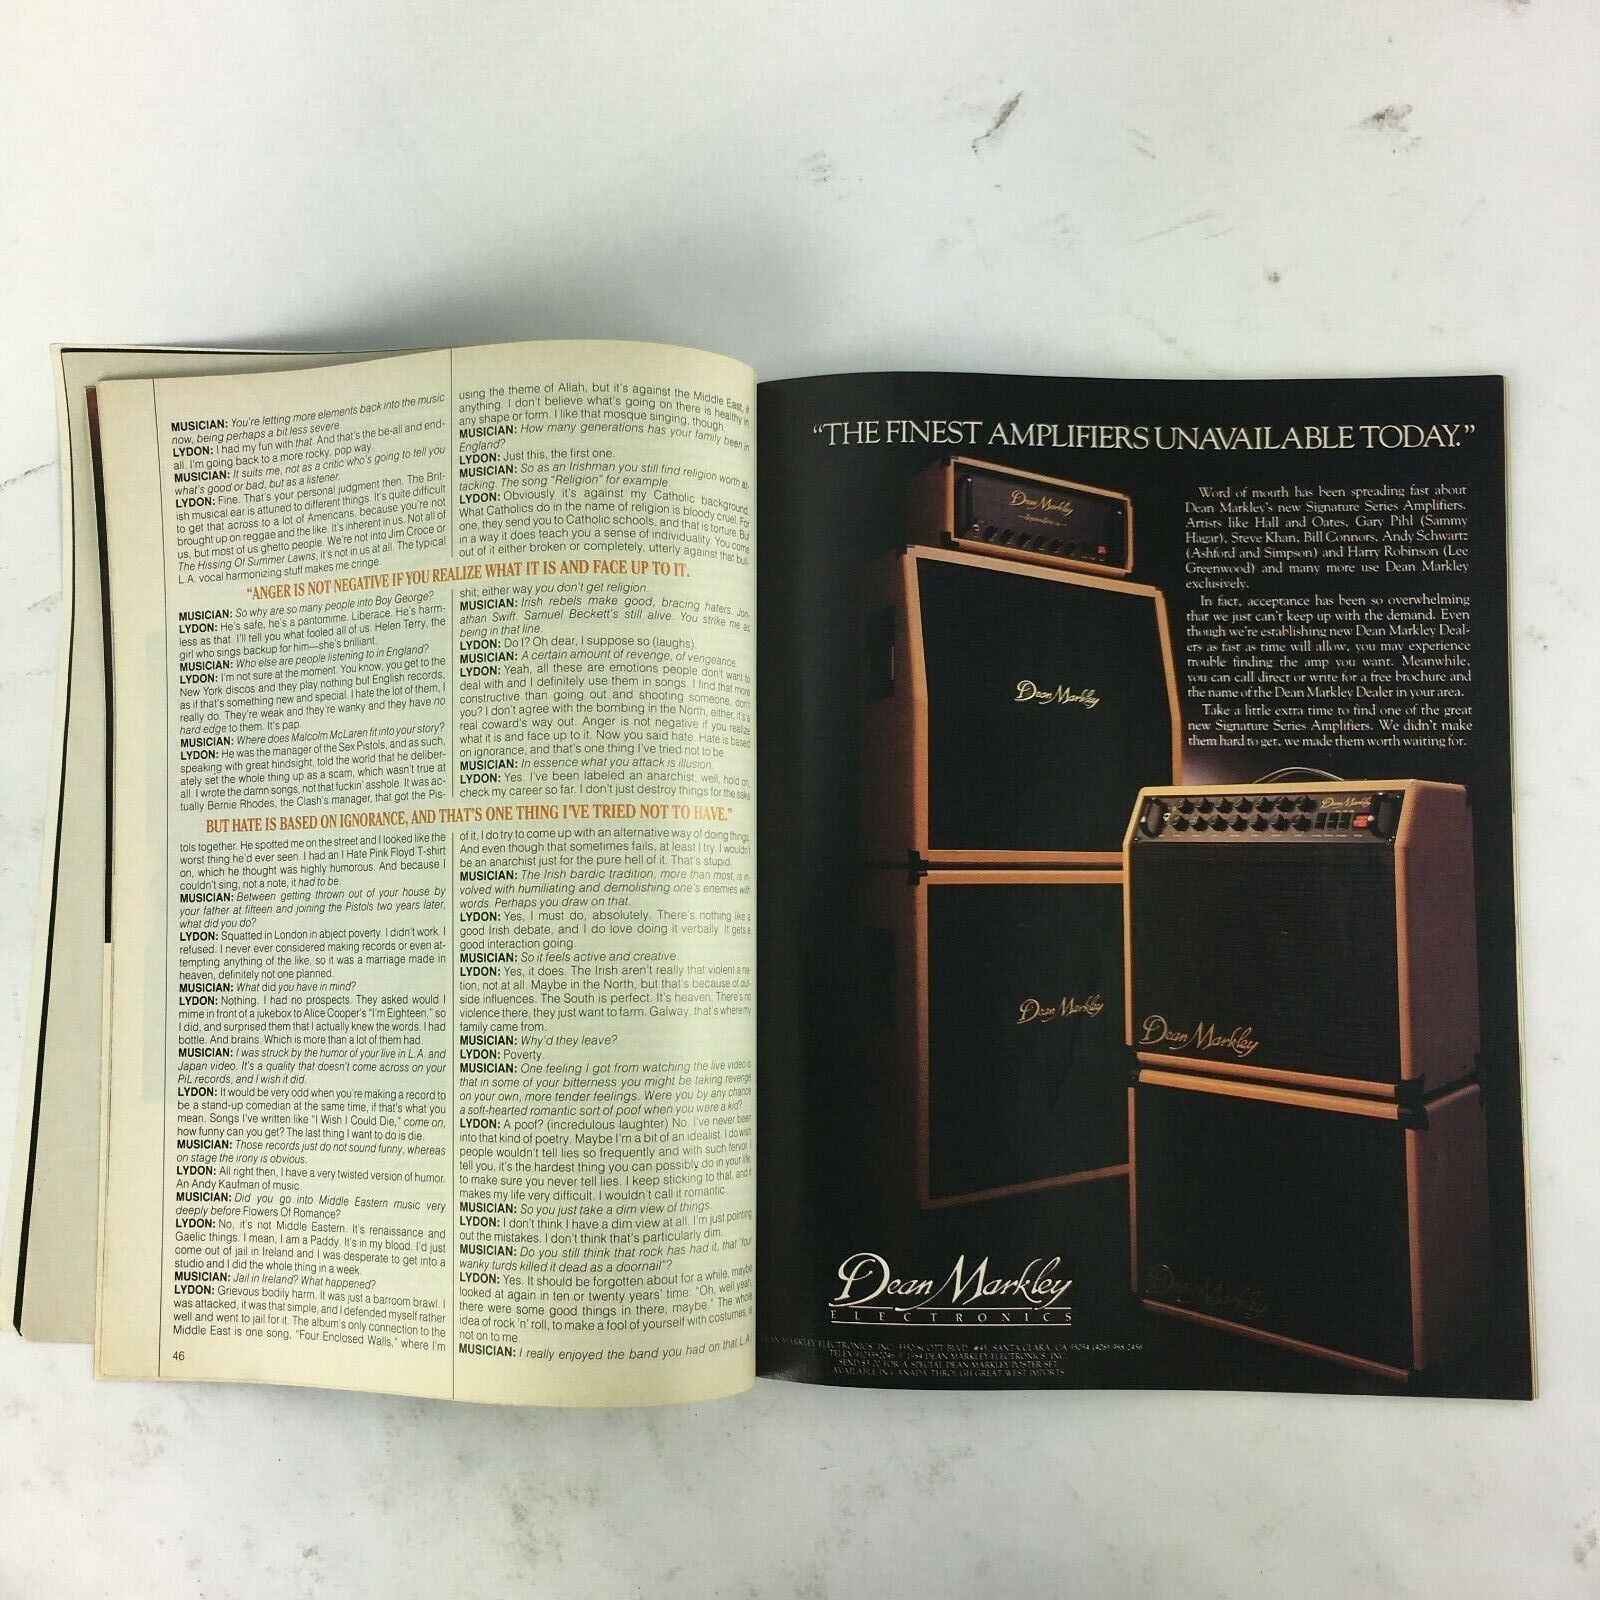 MUSICIAN: You're letting more elements back into the music
now, being perhaps a bit less severe.
LYDON: I had my fun with that. And that's the be-all and end-
all. I'm going back to a more rocky, pop way.
MUSICIAN: It suits me, not as a critic who's going to tell you
what's good or bad, but as a listener.
LYDON: Fine. That's your personal judgment then. The Brit-
ish musical ear is attuned to different things. It's quite difficult
to get that across to a lot of Americans, because you're not
brought up on reggae and the like. It's inherent in us. Not all of
us, but most of us ghetto people. We're not into Jim Croce or
The Hissing Of Summer Lawns, it's not in us at all. The typical
L.A. vocal harmonizing stuff makes me cringe.
"ANGER IS NOT NEGATIVE IF YOU REALIZE WHAT IT IS AND FACE UP TO IT.
MUSICIAN: So why are so many people into Boy George?
LYDON: He's safe, he's a pantomime. Liberace. He's harm-
less as that. I'll tell you what fooled all of us. Helen Terry, the
girl who sings backup for him—she's brilliant.
MUSICIAN: Who else are people listening to in England?
LYDON: I'm not sure at the moment. You know, you get to the
New York discos and they play nothing but English records,
as if that's something new and special. I hate the lot of them, I
really do. They're weak and they're wanky and they have no
hard edge to them. It's pap.
MUSICIAN: Where does Malcolm McLaren fit into your story?
LYDON: He was the manager of the Sex Pistols, and as such,
speaking with great hindsight, told the world that he deliber-
ately set the whole thing up as a scam, which wasn't true at
all. I wrote the damn songs, not that fuckin' asshole. It was ac-
tually Bernie Rhodes, the Clash's manager, that got the Pis-
BUT HATE IS BASED ON IGNORANCE, AND THAT'S ONE THING I'VE TRIED NOT TO HAVE."
tols together. He spotted me on the street and I looked like the
worst thing he'd ever seen. I had an I Hate Pink Floyd T-shirt
on, which he thought was highly humorous. And because I
couldn't sing, not a note, it had to be.
MUSICIAN: Between getting thrown out of your house by
your father at fifteen and joining the Pistols two years later,
what did you do?
LYDON: Squatted in London in abject poverty. I didn't work. I
refused. I never ever considered making records or even at-
tempting anything of the like, so it was a marriage made in
heaven, definitely not one planned.
MUSICIAN: What did you have in mind?
LYDON: Nothing. I had no prospects. They asked would I
mime in front of a jukebox to Alice Cooper's "I'm Eighteen," so
I did, and surprised them that I actually knew the words. I had
bottle. And brains. Which is more than a lot of them had.
MUSICIAN: I was struck by the humor of your live in L.A. and
Japan video. It's a quality that doesn't come across on your
PiL records, and I wish it did.
LYDON: It would be very odd when you're making a record to
be a stand-up comedian at the same time, if that's what you
mean. Songs I've written like "I Wish I Could Die," come on,
how funny can you get? The last thing I want to do is die.
MUSICIAN: Those records just do not sound funny, whereas
on stage the irony is obvious.
LYDON: All right then, I have a very twisted version of humor.
An Andy Kaufman of music.
MUSICIAN: Did you go into Middle Eastern music very
deeply before Flowers Of Romance?
LYDON: No, it's not Middle Eastern. It's renaissance and
Gaelic things. I mean, I am a Paddy. It's in my blood. I'd just
come out of jail in Ireland and I was desperate to get into a
studio and I did the whole thing in a week.
MUSICIAN: Jail in Ireland? What happened?
LYDON: Grievous bodily harm. It was just a barroom brawl. I
was attacked, it was that simple, and I defended myself rather
well and went to jail for it. The album's only connection to the
Middle East is one song, "Four Enclosed Walls," where I'm
46
using the theme of Allah, but it's against the Middle East, if
anything. I don't believe what's going on there is healthy in
any shape or form. I like that mosque singing, though.
MUSICIAN: How many generations has your family been in
England?
LYDON: Just this, the first one.
MUSICIAN: So as an Irishman you still find religion worth at-
tacking. The song "Religion" for example.
LYDON: Obviously it's against my Catholic background.
What Catholics do in the name of religion is bloody cruel. For
one, they send you to Catholic schools, and that is torture. But
in a way it does teach you a sense of individuality. You come
out of it either broken or completely, utterly against that bull-
shit; either way you don't get religion.
MUSICIAN: Irish rebels make good, bracing haters, Jon-
athan Swift. Samuel Beckett's still alive. You strike me as
being in that line.
LYDON: Do I? Oh dear, I suppose so (laughs).
MUSICIAN: A certain amount of revenge, of vengeance.
LYDON: Yeah, all these are emotions people don't want to
deal with and I definitely use them in songs. I find that more
constructive than going out and shooting someone, don't
you? I don't agree with the bombing in the North, either, it's a
real coward's way out. Anger is not negative if you realize
what it is and face up to it. Now you said hate. Hate is based
on ignorance, and that's one thing I've tried not to be.
MUSICIAN: In essence what you attack is illusion.
LYDON: Yes. I've been labeled an anarchist; well, hold on,
check my career so far. I don't just destroy things for the sake
of it, I do try to come up with an alternative way of doing things.
And even though that sometimes fails, at least I try. I wouldn't
be an anarchist just for the pure hell of it. That's stupid.
MUSICIAN: The Irish bardic tradition, more than most, is in-
volved with humiliating and demolishing one's enemies with
words. Perhaps you draw on that.
LYDON: Yes, I must do, absolutely. There's nothing like a
good Irish debate, and I do love doing it verbally. It gets a
good interaction going.
MUSICIAN: So it feels active and creative.
LYDON: Yes, it does. The Irish aren't really that violent a na-
tion, not at all. Maybe in the North, but that's because of out-
side influences. The South is perfect. It's heaven. There's no
violence there, they just want to farm. Galway, that's where my
family came from.
MUSICIAN: Why'd they leave?
LYDON: Poverty.
MUSICIAN: One feeling I got from watching the live video is
that in some of your bitterness you might be taking revenge
on your own, more tender feelings. Were you by any chance
a soft-hearted romantic sort of poof when you were a kid?
LYDON: A poof? (incredulous laughter) No. I've never been
into that kind of poetry. Maybe I'm a bit of an idealist. I do wish
people wouldn't tell lies so frequently and with such fervor. I
tell you, it's the hardest thing you can possibly do in your life,
to make sure you never tell lies. I keep sticking to that, and it
makes my life very difficult. I wouldn't call it romantic.
MUSICIAN: So you just take a dim view of things.
LYDON: I don't think I have a dim view at all. I'm just pointing
out the mistakes. I don't think that's particularly dim.
MUSICIAN: Do you still think that rock has had it, that "four
wanky turds killed it dead as a doornail"?
LYDON: Yes. It should be forgotten about for a while, maybe
looked at again in ten or twenty years' time. "Oh, well yeah,
there were some good things in there, maybe." The whole
idea of rock 'n' roll, to make a fool of yourself with costumes, is
not on to me.
MUSICIAN: I really enjoyed the band you had on that L.A.
"THE FINEST AMPLIFIERS UNAVAILABLE TODAY."
Word of mouth has been spreading fast about
Dean Markley's new Signature Series Amplifiers.
Artists like Hall and Oates, Gary Pihl (Sammy
Hagar), Steve Khan, Bill Connors, Andy Schwartz
(Ashford and Simpson) and Harry Robinson (Lee
Greenwood) and many more use Dean Markley
exclusively.
In fact, acceptance has been so overwhelming
that we just can't keep up with the demand. Even
though we're establishing new Dean Markley Deal-
ers as fast as time will allow, you may experience
trouble finding the amp you want. Meanwhile,
you can call direct or write for a free brochure and
the name of the Dean Markley Dealer in your area.
Take a little extra time to find one of the great
new Signature Series Amplifiers. We didn't make
them hard to get, we made them worth waiting for.
Dean Markley
Dean Markley
Dean Markley
Dean Markley
Dean Markley
Dean Markley
Dean Markley
ELECTRONICS
DEAN MARKLEY ELECTRONICS, INC. 3350 SCOTT BLVD. #45, SANTA CLARA, CA 95054 (408) 988-2456
© 1984 DEAN MARKLEY ELECTRONICS, INC.
FOR A SPECIAL DEAN MARKLEY POSTER SET.
AVAILABLE IN CANADA THROUGH GREAT WEST IMPORTS